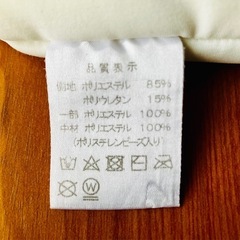 品質表示
側地 ポリエステル 85%
ポリウレタン 15%
一部 ポリエステル 100%
中材 ポリエステル 100%
(ポリスチレンビーズ入り)
W